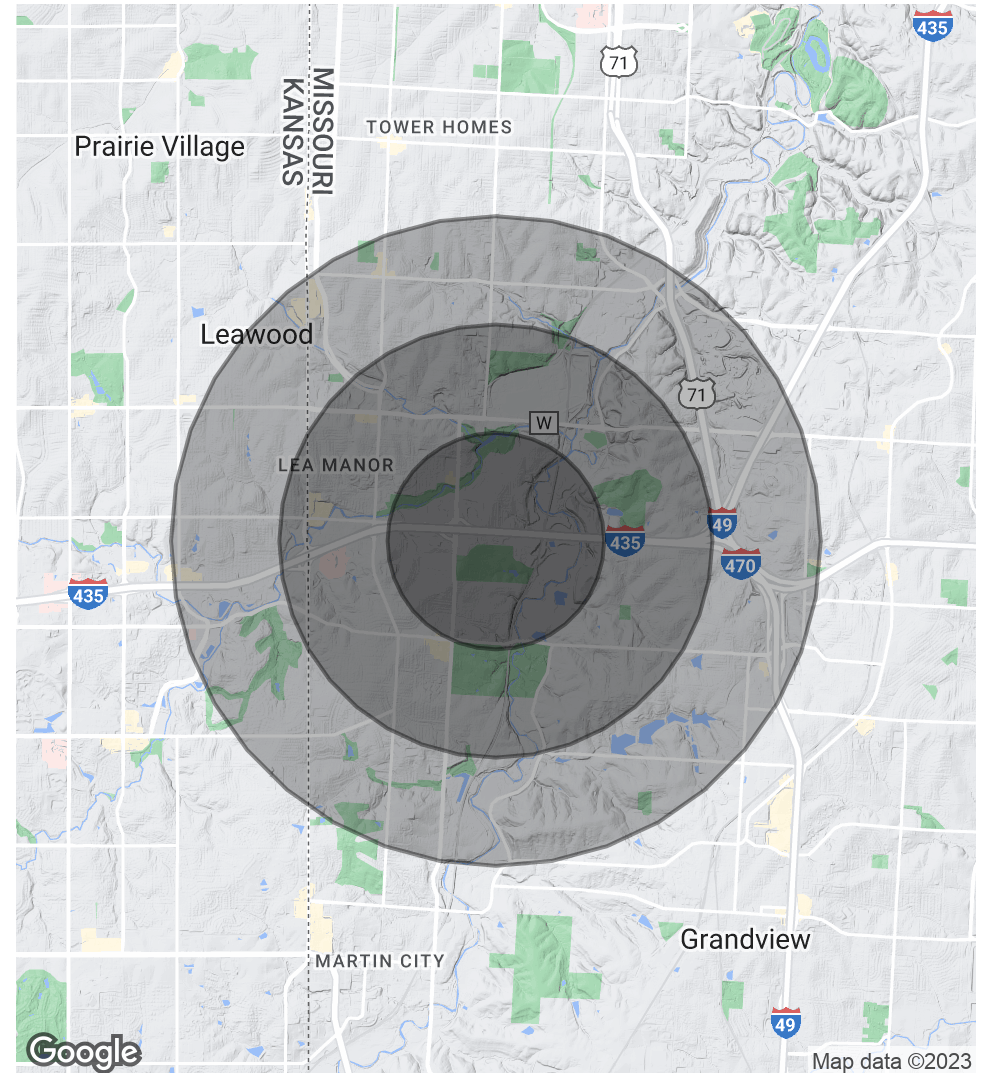 435
71
TOWER HOMES
MISSOURI
KANSAS
Prairie Village
Leawood
71
W
LEA MANOR
49
435
470
435
Grandview
MARTIN CITY
49
Google
Map data ©2023